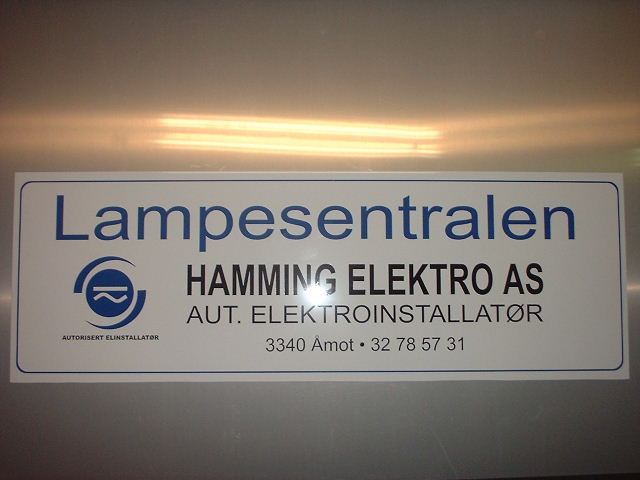 Lampesentralen
HAMMING ELEKTRO AS
AUT. ELEKTROINSTALLATØR
AUTORISERT ELINSTALLATØR
3340 Åmot • 32 78 57 31